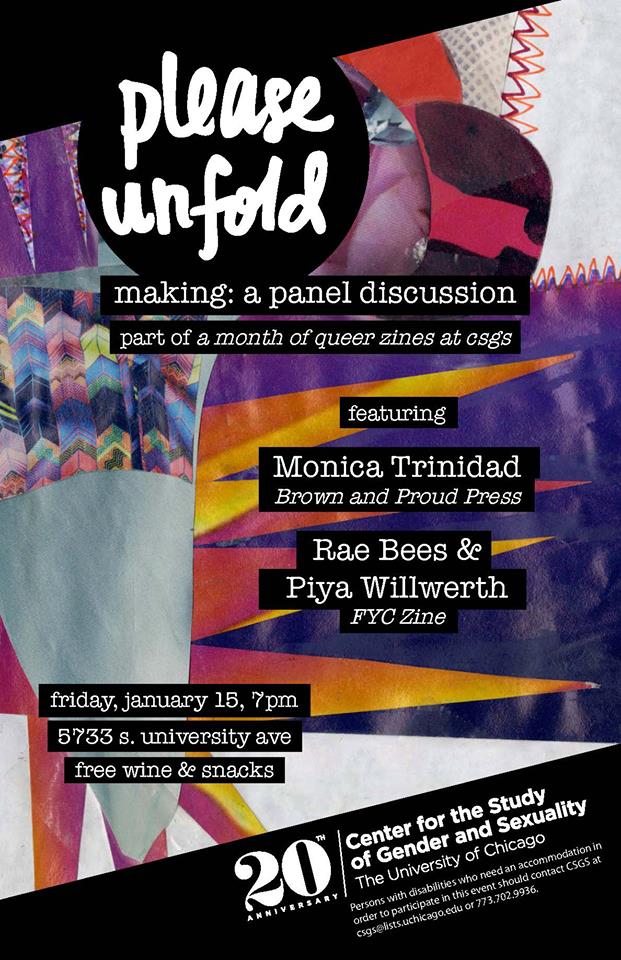 please
unfold
making: a panel discussion
part of a month of queer zines at csgs
featuring
Monica Trinidad
Brown and Proud Press
Rae Bees &
Piya Willwerth
FYC Zine
friday, january 15, 7pm
5733 s. university ave
free wine & snacks
20TH
ANNIVERSARY
Center for the Study
of Gender and Sexuality
The University of Chicago
Persons with disabilities who need an accommodation in
order to participate in this event should contact CSGS at
csgs@lists.uchicago.edu or 773.702.9936.